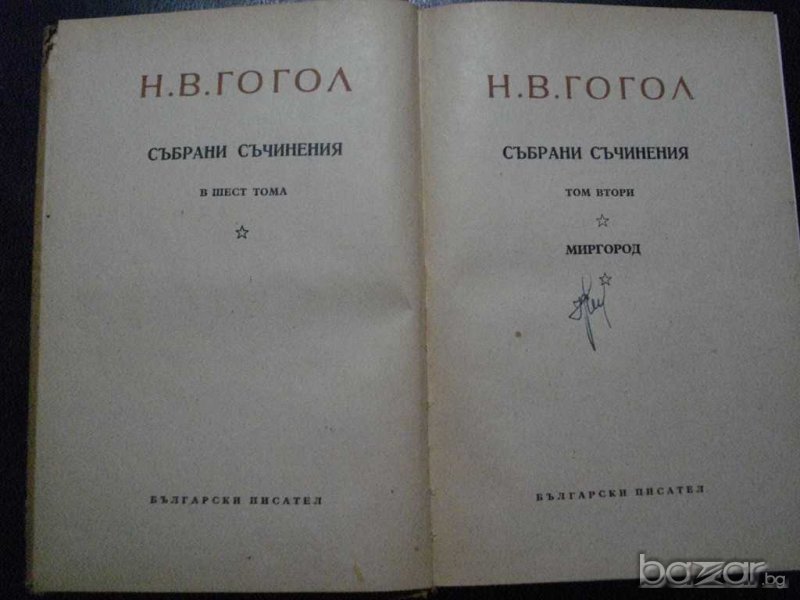 Н.В.ГОГОЛ
СЪБРАНИ СЪЧИНЕНИЯ
В ШЕСТ ТОМА
БЪЛГАРСКИ ПИСАТЕЛ
Н.В.ГОГОЛ
СЪБРАНИ СЪЧИНЕНИЯ
ТОМ ВТОРИ
МИРГОРОД
БЪЛГАРСКИ ПИСАТЕЛ
bazar.bg